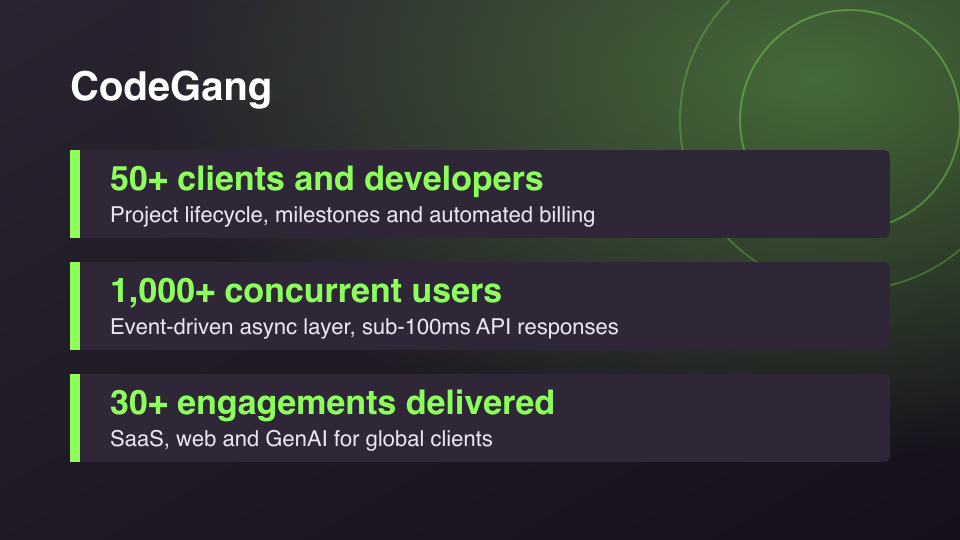 CodeGang
50+ clients and developers
Project lifecycle, milestones and automated billing
1,000+ concurrent users
Event-driven async layer, sub-100ms API responses
30+ engagements delivered
SaaS, web and GenAI for global clients